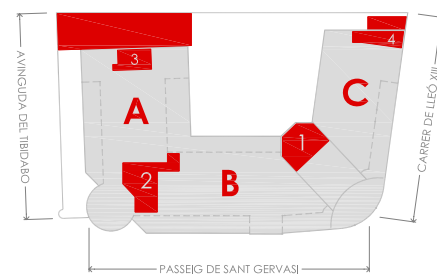 AVINGUDA DEL TIBIDABO
3
4
A
C
CARRER DE LLEÓ XIII
1
2
B
PASSEIG DE SANT GERVASI